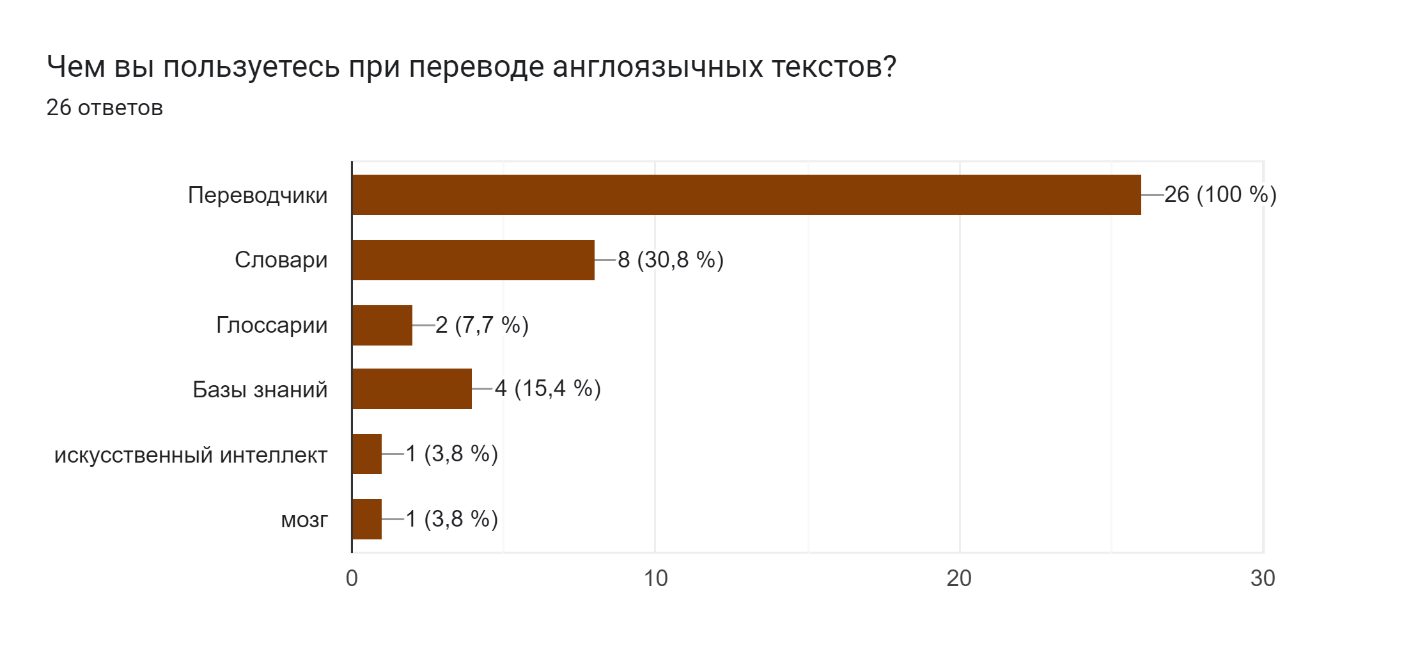 Чем вы пользуетесь при переводе англоязычных текстов?
26 ответов
Переводчики 26 (100 %)
Словари 8 (30,8 %)
Глоссарии 2 (7,7 %)
Базы знаний 4 (15,4 %)
искусственный интеллект 1 (3,8 %)
мозг 1 (3,8 %)
0 10 20 30